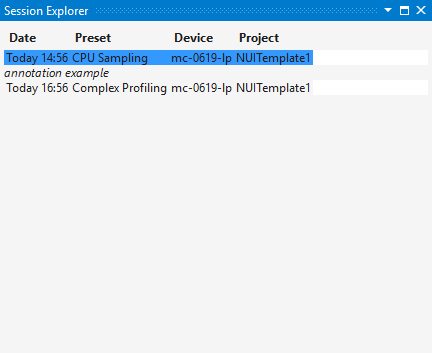 Session Explorer
Date Preset Device Project
Today 14:56 CPU Sampling mc-0619-lp NUITemplate1
annotation example
Today 16:56 Complex Profiling mc-0619-lp NUITemplate1